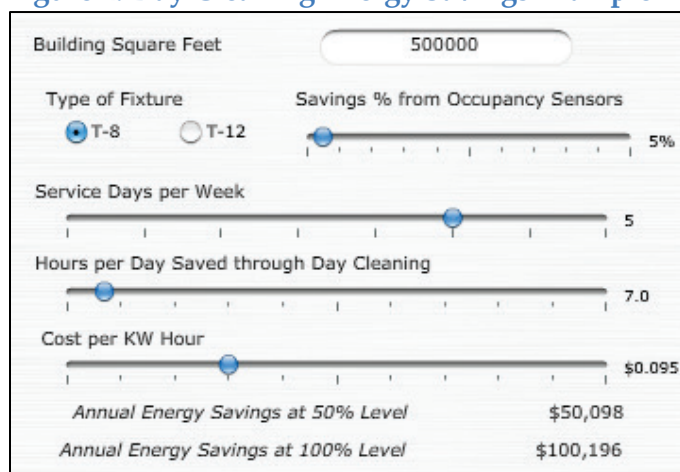 Building Square Feet 500000
Type of Fixture Savings % from Occupancy Sensors
T-8 T-12 5%
Service Days per Week
5
Hours per Day Saved through Day Cleaning
7.0
Cost per KW Hour
$0.095
Annual Energy Savings at 50% Level $50,098
Annual Energy Savings at 100% Level $100,196